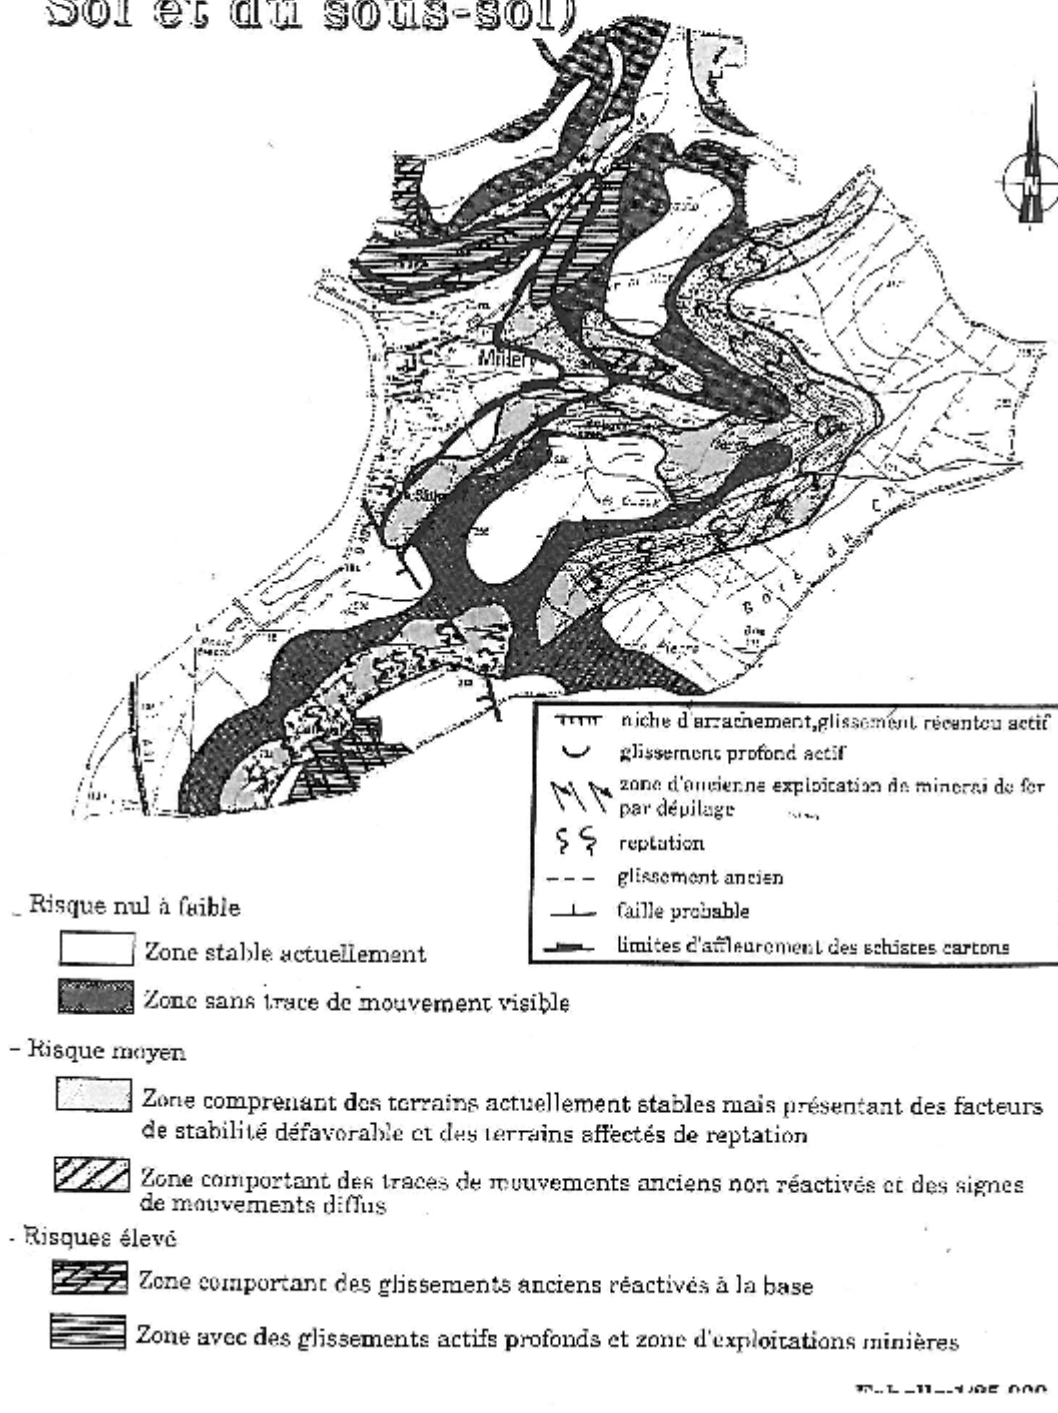 Sol et du sous-sol)
N
Millery
Bord du
Pierre
niche d'arrachement,glissement récentou actif
glissement profond actif
zone d'ancienne exploitation de minerai de fer
par dépilage
reptation
glissement ancien
faille probable
limites d'affleurement des schistes cartons
- Risque nul à faible
Zone stable actuellement
Zone sans trace de mouvement visible
- Risque moyen
Zone comprenant des terrains actuellement stables mais présentant des facteurs
de stabilité défavorable et des terrains affectés de reptation
Zone comportant des traces de mouvements anciens non réactivés et des signes
de mouvements diffus
- Risques élevé
Zone comportant des glissements anciens réactivés à la base
Zone avec des glissements actifs profonds et zone d'exploitations minières